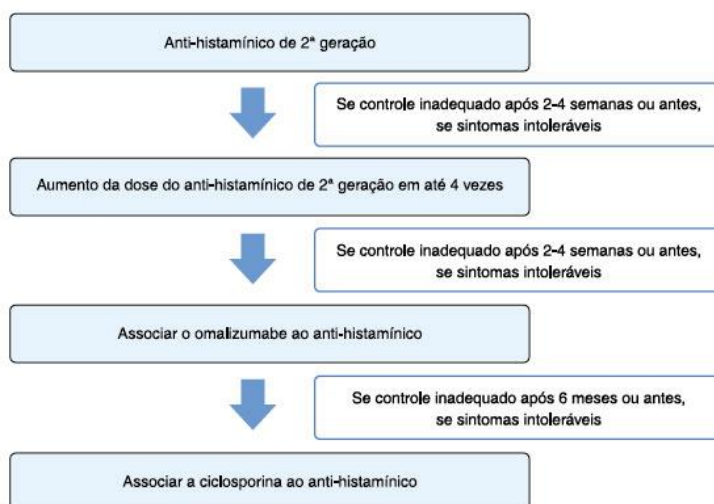 Anti-histamínico de 2ª geração
Se controle inadequado após 2-4 semanas ou antes,
se sintomas intoleráveis
Aumento da dose do anti-histamínico de 2ª geração em até 4 vezes
Se controle inadequado após 2-4 semanas ou antes,
se sintomas intoleráveis
Associar o omalizumabe ao anti-histamínico
Se controle inadequado após 6 meses ou antes,
se sintomas intoleráveis
Associar a ciclosporina ao anti-histamínico